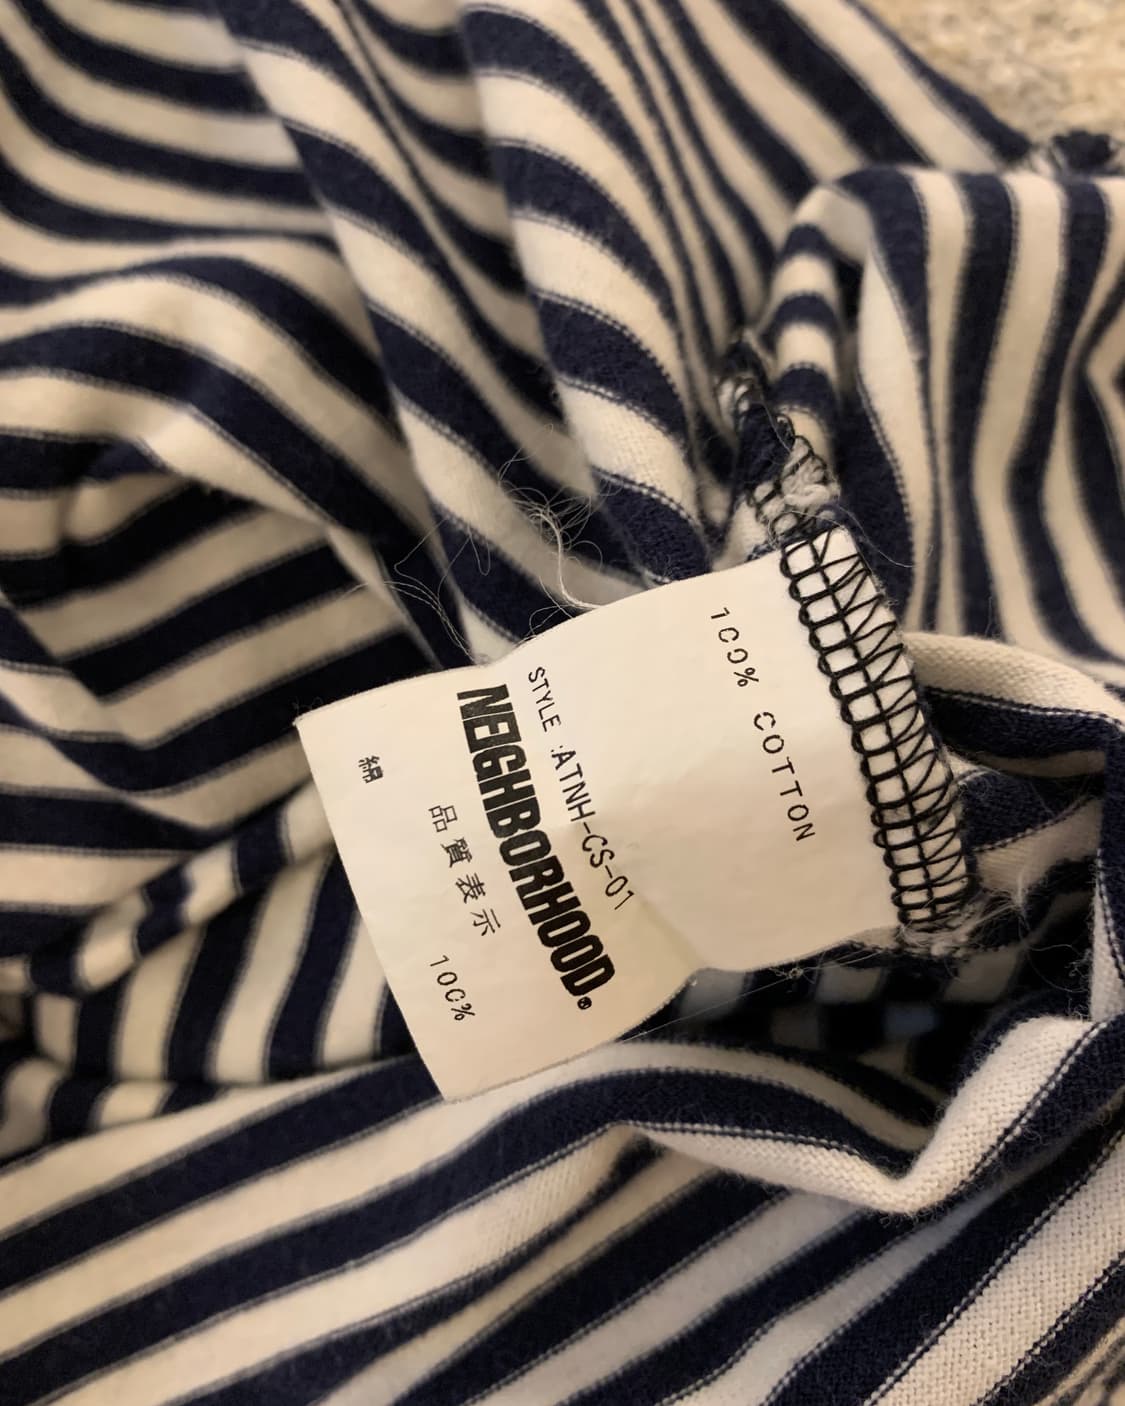 100% COTTON
STYLE :ATNH-CS-01
NEIGHBORHOOD®
品質表示
綿 100%